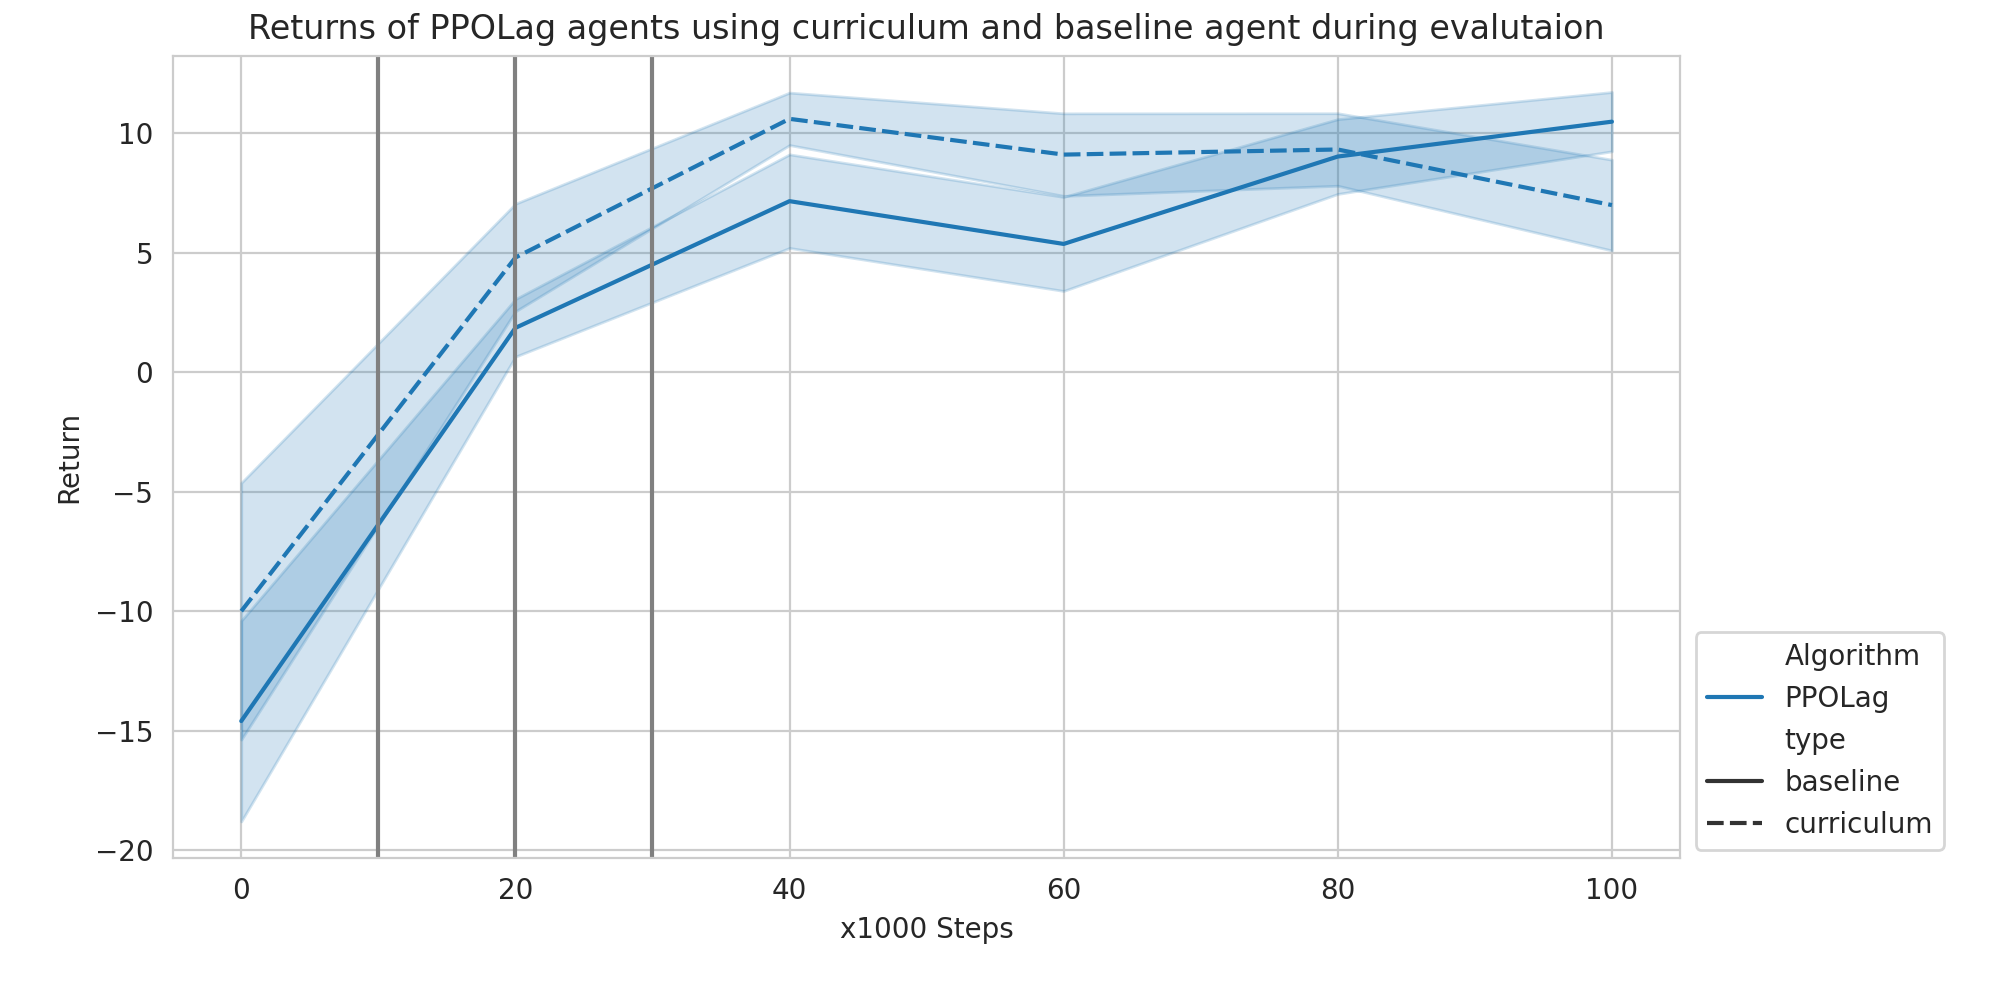 Returns of PPOLag agents using curriculum and baseline agent during evalutaion
10
5
0
−5
−10
−15
−20
Return
0 20 40 60 80 100
x1000 Steps
Algorithm
PPOLag
type
baseline
curriculum